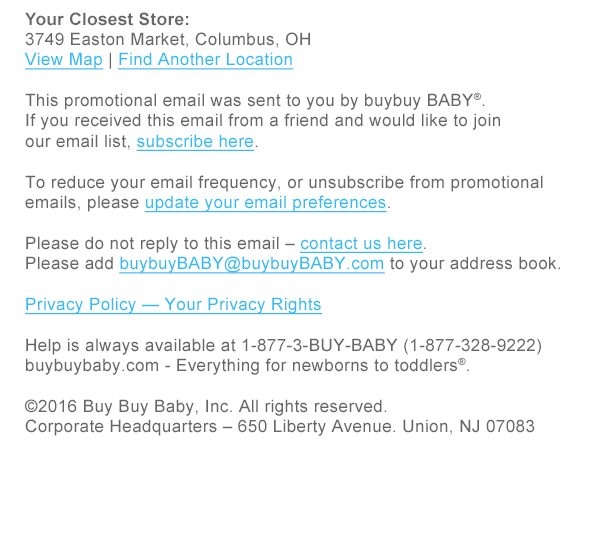 Your Closest Store:
3749 Easton Market, Columbus, OH
View Map | Find Another Location
This promotional email was sent to you by buybuy BABY®.
If you received this email from a friend and would like to join
our email list, subscribe here.
To reduce your email frequency, or unsubscribe from promotional
emails, please update your email preferences.
Please do not reply to this email – contact us here.
Please add buybuyBABY@buybuyBABY.com to your address book.
Privacy Policy — Your Privacy Rights
Help is always available at 1-877-3-BUY-BABY (1-877-328-9222)
buybuybaby.com - Everything for newborns to toddlers®.
©2016 Buy Buy Baby, Inc. All rights reserved.
Corporate Headquarters – 650 Liberty Avenue. Union, NJ 07083